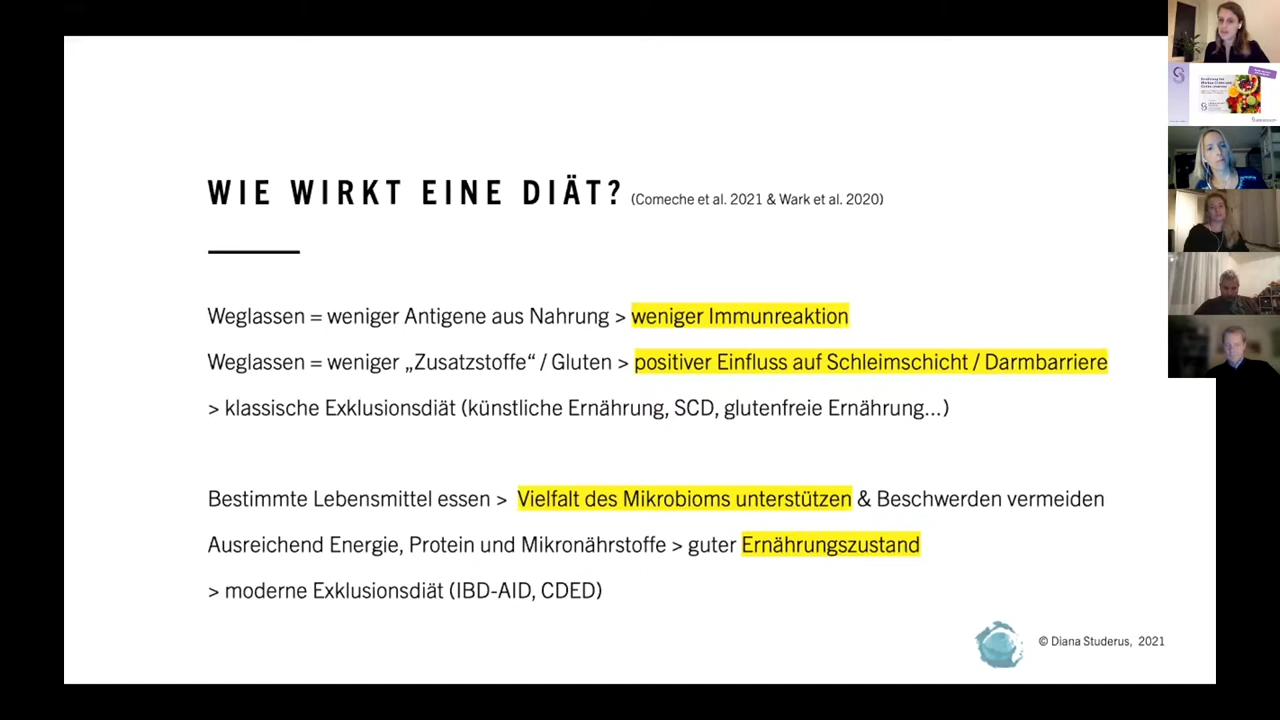 WIE WIRKT EINE DIÄT? (Comeche et al. 2021 & Wark et al. 2020)
Weglassen = weniger Antigene aus Nahrung > weniger Immunreaktion
Weglassen = weniger „Zusatzstoffe“ / Gluten > positiver Einfluss auf Schleimschicht / Darmbarriere
> klassische Exklusionsdiät (künstliche Ernährung, SCD, glutenfreie Ernährung...)
Bestimmte Lebensmittel essen > Vielfalt des Mikrobioms unterstützen & Beschwerden vermeiden
Ausreichend Energie, Protein und Mikronährstoffe > guter Ernährungszustand
> moderne Exklusionsdiät (IBD-AID, CDED)
© Diana Studerus, 2021